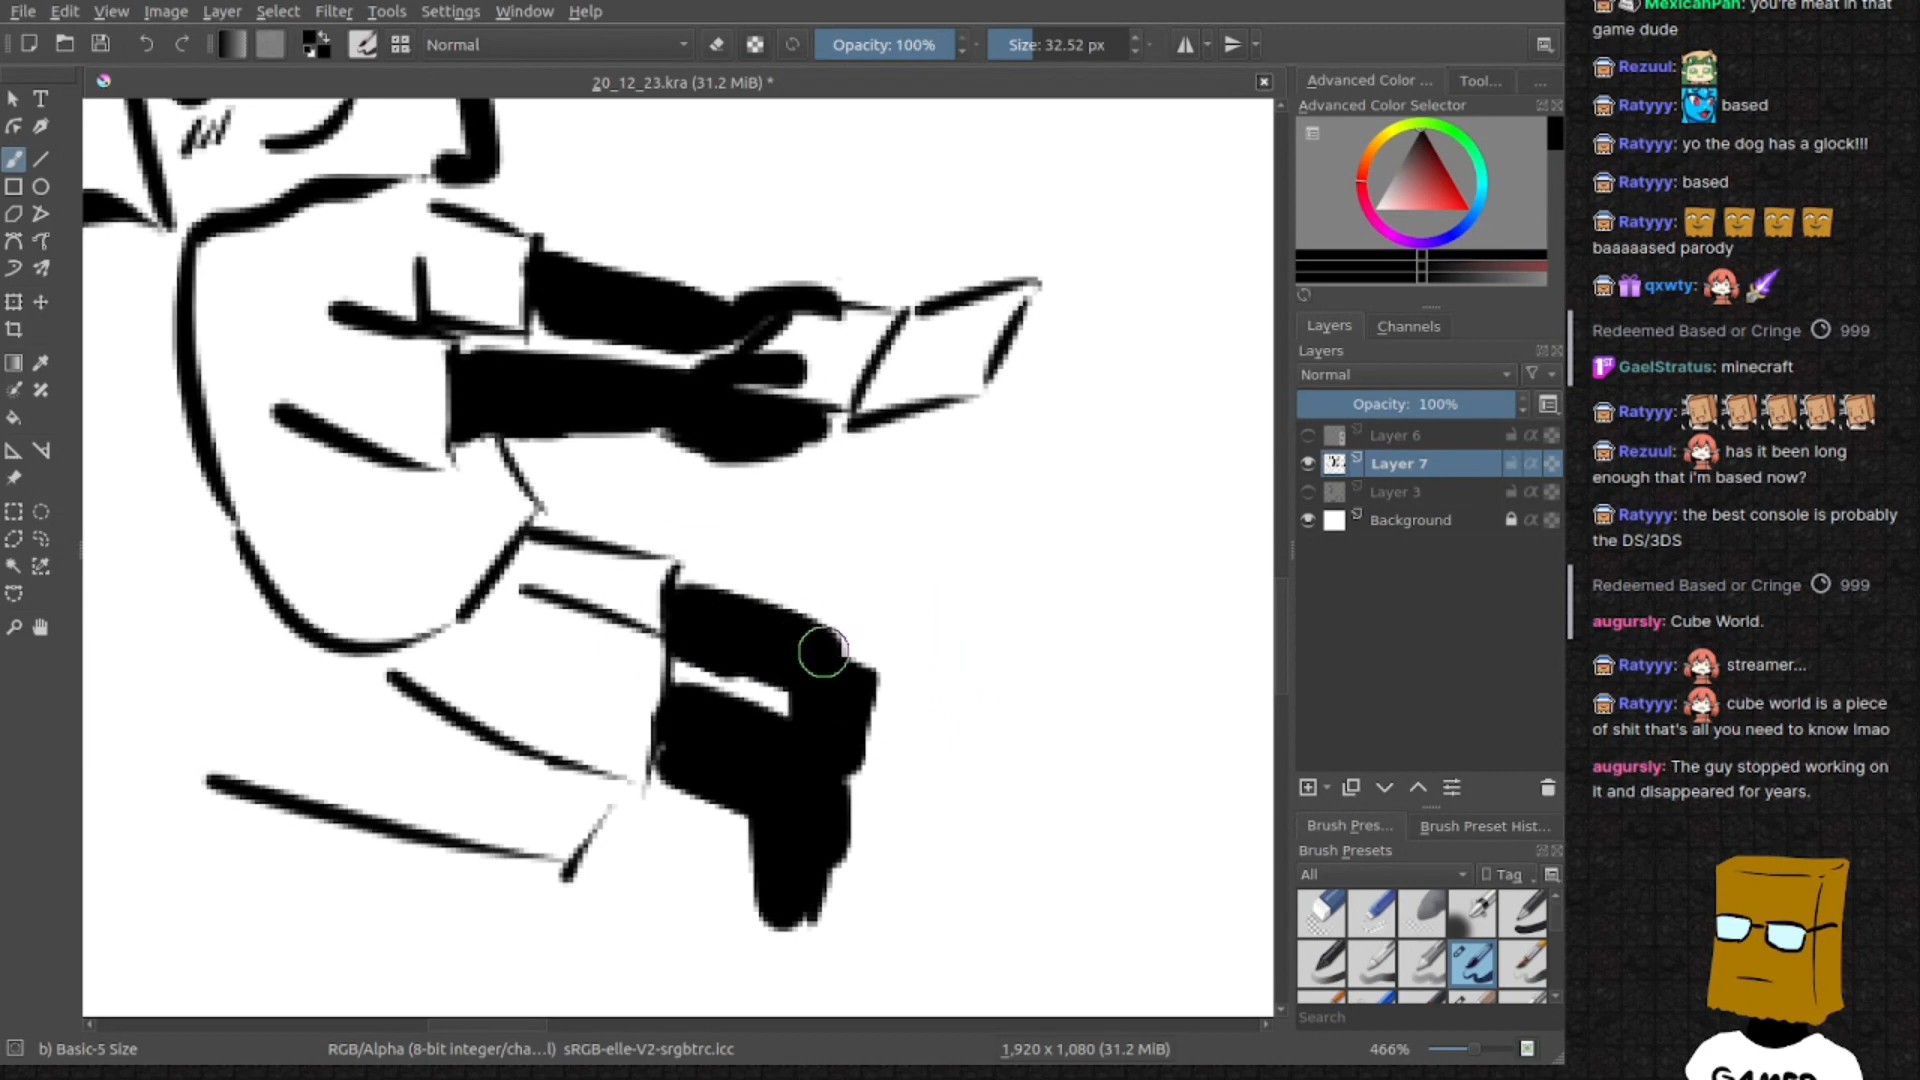 File Edit View Image Layer Select Filter Tools Settings Window Help
Normal
Opacity: 100%
Size: 32.52 px
20_12_23.kra (31.2 MiB) *
Advanced Color ...
Tool...
...
Advanced Color Selector
Layers
Channels
Layers
Normal
Opacity: 100%
Layer 6
Layer 7
Layer 3
Background
Brush Pres...
Brush Preset Hist...
Brush Presets
All
Tag
Search
b) Basic-5 Size
RGB/Alpha (8-bit integer/cha...l) sRGB-elle-V2-srgbtrc.icc
1,920 x 1,080 (31.2 MiB)
466%
MexicanPan: you're meat in that
game dude
Rezuul:
Ratyyy: based
Ratyyy: yo the dog has a glock!!!
Ratyyy: based
Ratyyy:
baaaaased parody
qxwty:
Redeemed Based or Cringe 999
GaelStratus: minecraft
Ratyyy:
Rezuul: has it been long
enough that i'm based now?
Ratyyy: the best console is probably
the DS/3DS
Redeemed Based or Cringe 999
augursly: Cube World.
Ratyyy: streamer...
Ratyyy: cube world is a piece
of shit that's all you need to know lmao
augursly: The guy stopped working on
it and disappeared for years.
GAMER